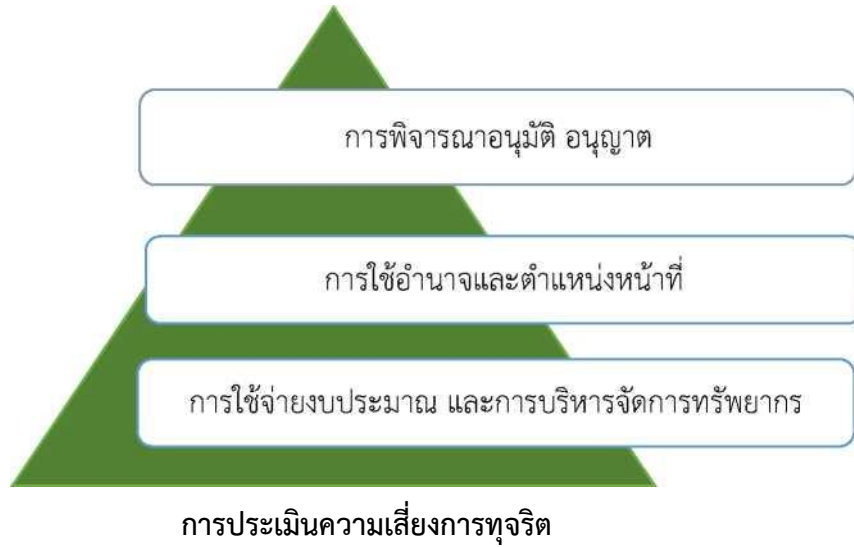 การพิจารณาอนุมัติ อนุญาต
การใช้อำนาจและตำแหน่งหน้าที่
การใช้จ่ายงบประมาณ และการบริหารจัดการทรัพยากร
การประเมินความเสี่ยงการทุจริต